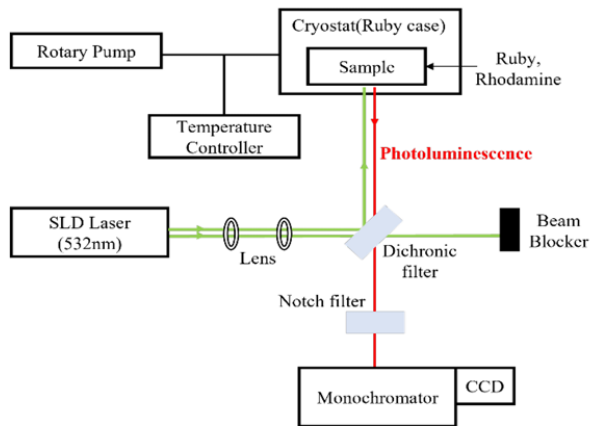 Cryostat(Ruby case)
Rotary Pump
Sample
Ruby,
Rhodamine
Temperature
Controller
Photoluminescence
SLD Laser
(532nm)
Lens
Dichronic
filter
Beam
Blocker
Notch filter
Monochromator
CCD